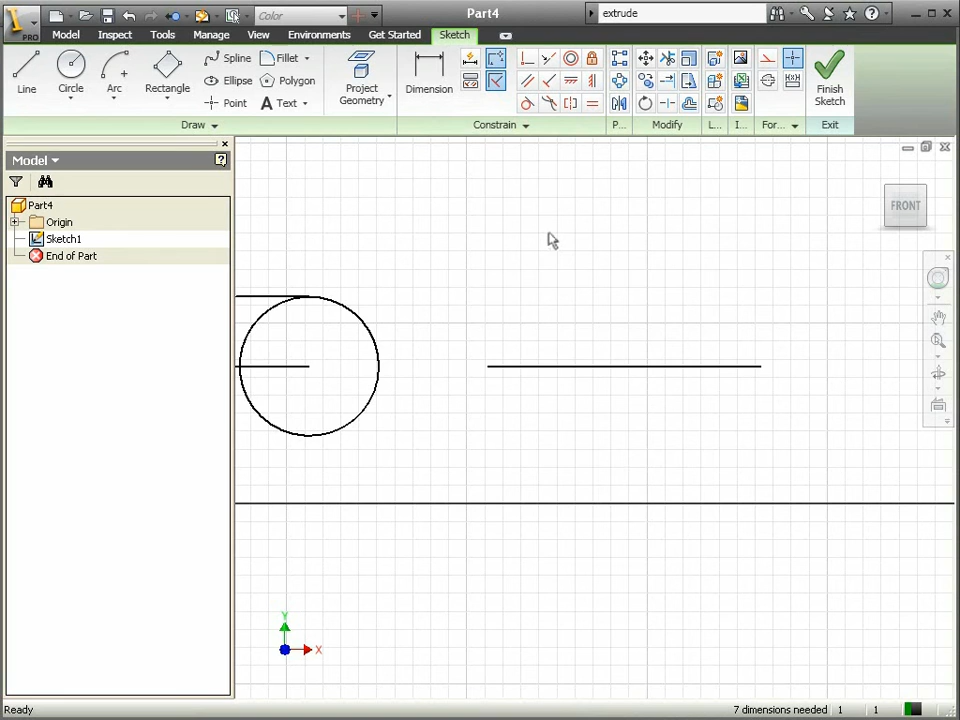 Color
Part4
extrude
PRO
Model
Inspect
Tools
Manage
View
Environments
Get Started
Sketch
Line
Circle
Arc
Rectangle
Spline
Ellipse
Point
Fillet
Polygon
Text
Project
Geometry
Dimension
Finish
Sketch
Draw
Constrain
P...
Modify
L...
I...
For...
Exit
Model
Part4
Origin
Sketch1
End of Part
FRONT
Y
X
Ready
7 dimensions needed
1
1